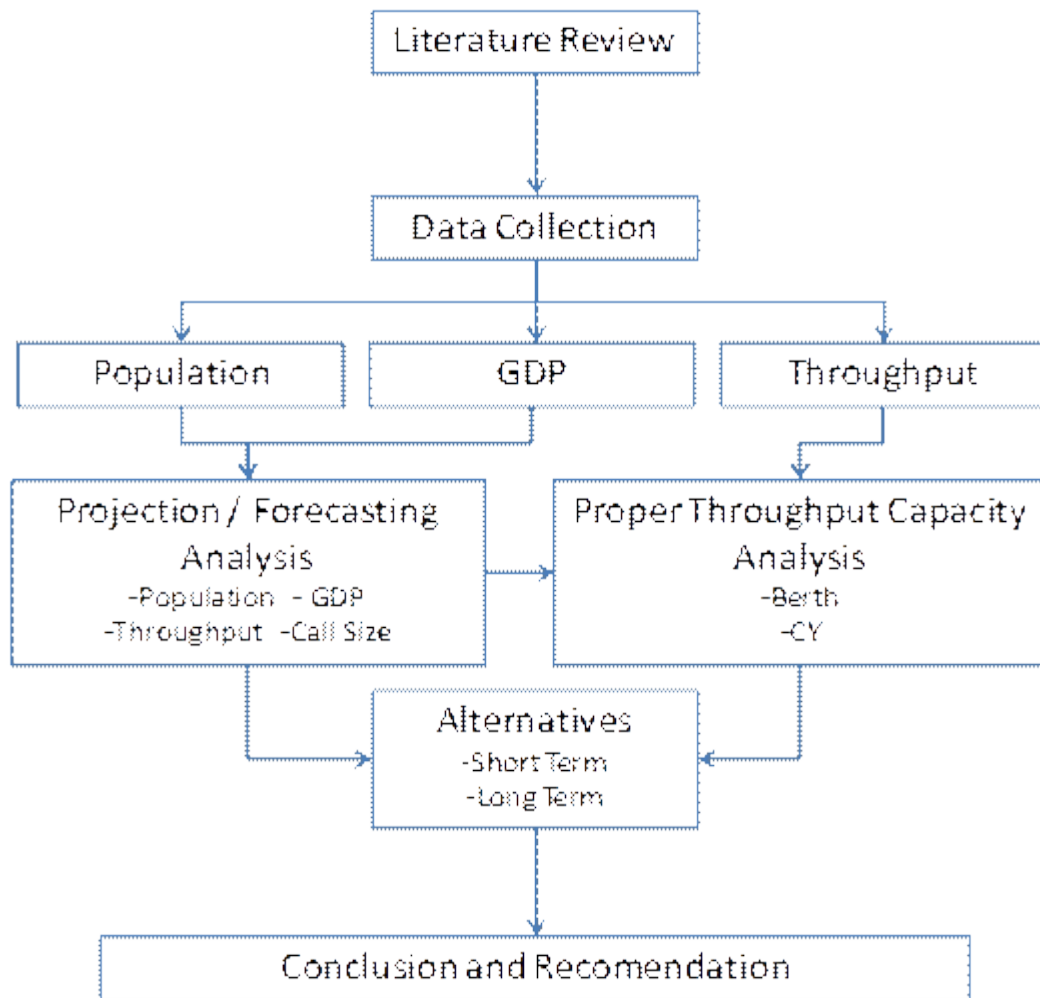 Literature Review
Data Collection
Population
GDP
Throughput
Projection / Forecasting
Analysis
-Population - GDP
-Throughput -Call Size
Proper Throughput Capacity
Analysis
-Berth
-CY
Alternatives
-Short Term
-Long Term
Conclusion and Recomendation